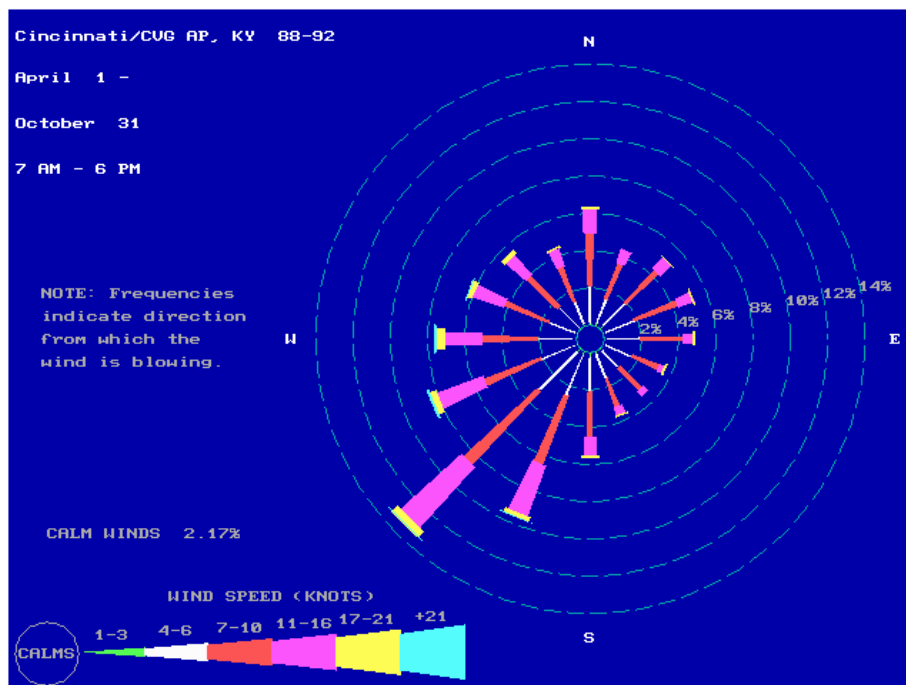 Cincinnati/CVG AP, KY 88-92
April 1 -
October 31
7 AM - 6 PM
N
NOTE: Frequencies
indicate direction
from which the
wind is blowing.
W
2% 4% 6% 8% 10% 12% 14%
E
CALM WINDS 2.17%
WIND SPEED (KNOTS)
1-3 4-6 7-10 11-16 17-21 +21
CALMS
S